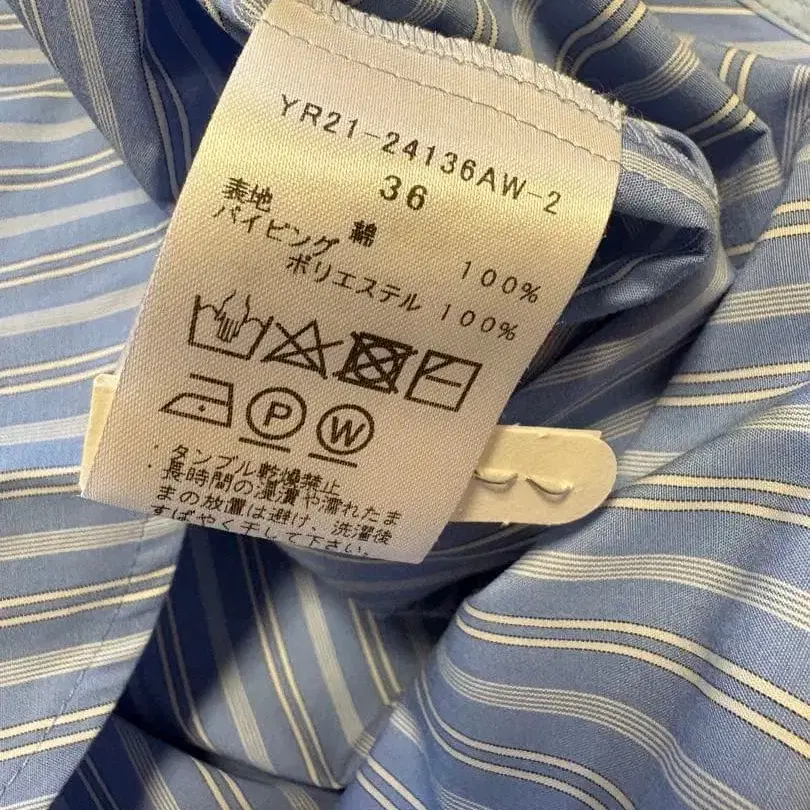 YR21-24136AW-2
36
表地 綿 100%
パイピング ポリエステル 100%
P W
・タンブル乾燥禁止
・長時間の浸漬や濡れたま
まの放置は避け、洗濯後
すばやく干して下さい。